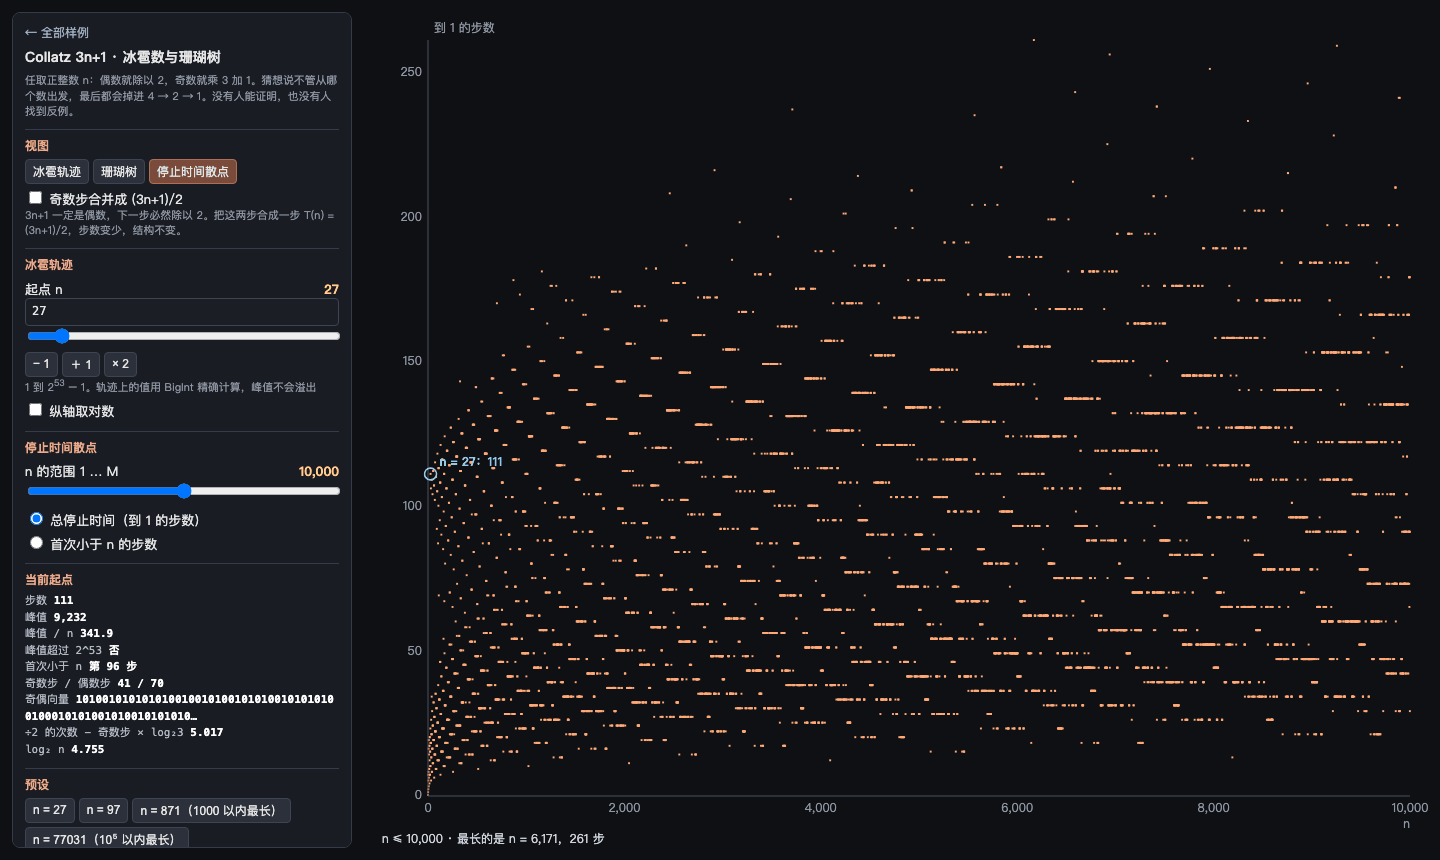 ← 全部样例
Collatz 3n+1 · 冰雹数与珊瑚树
任取正整数 n：偶数就除以 2，奇数就乘 3 加 1。猜想说不管从哪
个数出发，最后都会掉进 4 → 2 → 1。没有人能证明，也没有人
找到反例。
视图
冰雹轨迹 珊瑚树 停止时间散点
奇数步合并成 (3n+1)/2
3n+1 一定是偶数，下一步必然除以 2。把这两步合成一步 T(n) =
(3n+1)/2，步数变少，结构不变。
冰雹轨迹
起点 n 27
27
− 1 + 1 × 2
1 到 2⁵³ − 1。轨迹上的值用 BigInt 精确计算，峰值不会溢出
纵轴取对数
停止时间散点
n 的范围 1 … M 10,000
总停止时间（到 1 的步数）
首次小于 n 的步数
当前起点
步数 111
峰值 9,232
峰值 / n 341.9
峰值超过 2^53 否
首次小于 n 第 96 步
奇数步 / 偶数步 41 / 70
÷2 的次数 − 奇数步 × log₂3 5.017
log₂ n 4.755
预设
n = 27 n = 97 n = 871（1000 以内最长）
n = 77031（10⁵ 以内最长）
到 1 的步数
250
200
150
n = 27：111
100
50
0
0 2,000 4,000 6,000 8,000 10,000
n
n ≤ 10,000 · 最长的是 n = 6,171，261 步